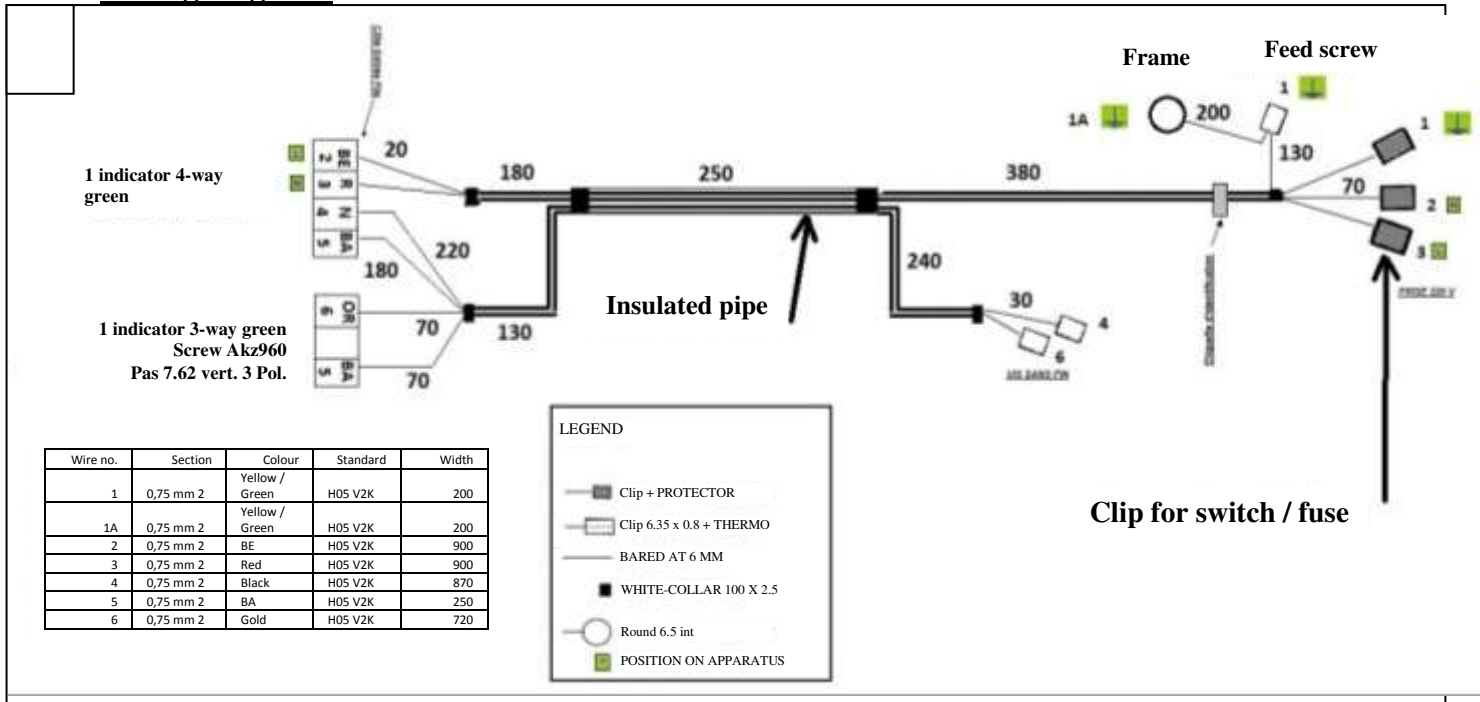 Frame
Feed screw
1
1A
200
1
130
20
180
250
380
70
2
3
1 indicator 4-way
green
2 BE
3 R
4 N
5 BA
220
180
240
Insulated pipe
30
4
6
1 indicator 3-way green
Screw Akz960
Pas 7.62 vert. 3 Pol.
6 OR
5 BA
70
130
70
Clip for switch / fuse
Wire no. Section Colour Standard Width
1 0,75 mm 2 Yellow / Green H05 V2K 200
1A 0,75 mm 2 Yellow / Green H05 V2K 200
2 0,75 mm 2 BE H05 V2K 900
3 0,75 mm 2 Red H05 V2K 900
4 0,75 mm 2 Black H05 V2K 870
5 0,75 mm 2 BA H05 V2K 250
6 0,75 mm 2 Gold H05 V2K 720
LEGEND
Clip + PROTECTOR
Clip 6.35 x 0.8 + THERMO
BARED AT 6 MM
WHITE-COLLAR 100 X 2.5
Round 6.5 int
POSITION ON APPARATUS